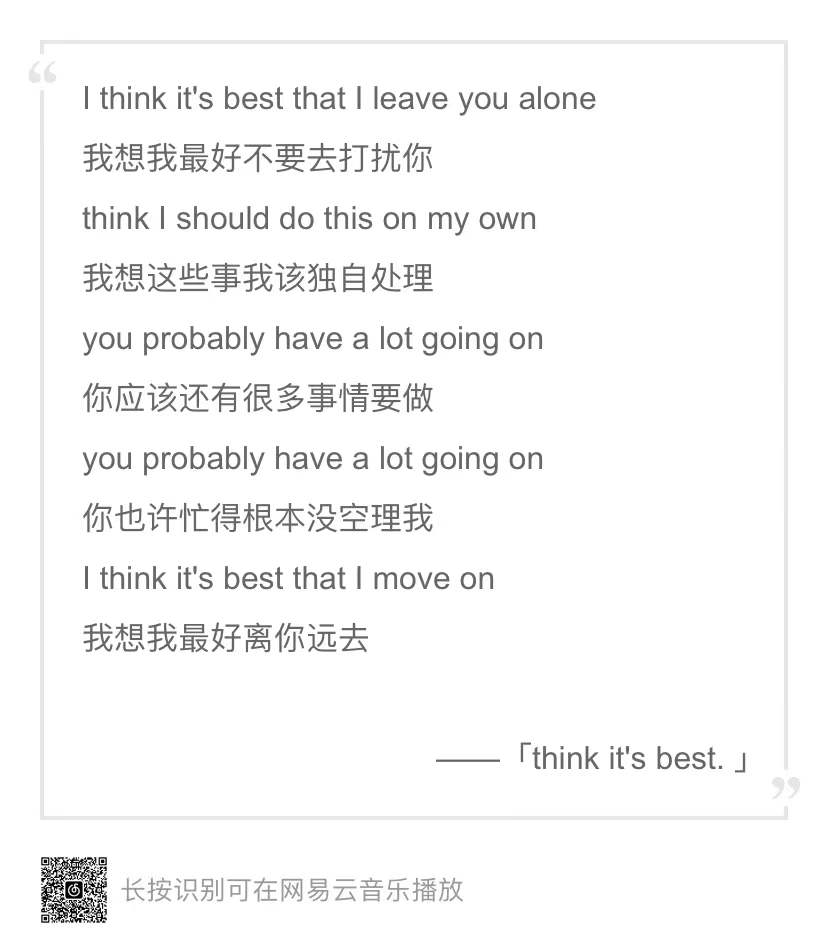 “
I think it's best that I leave you alone
我想我最好不要去打扰你
think I should do this on my own
我想这些事我该独自处理
you probably have a lot going on
你应该还有很多事情要做
you probably have a lot going on
你也许忙得根本没空理我
I think it's best that I move on
我想我最好离你远去
——「think it's best. 」
”
长按识别可在网易云音乐播放